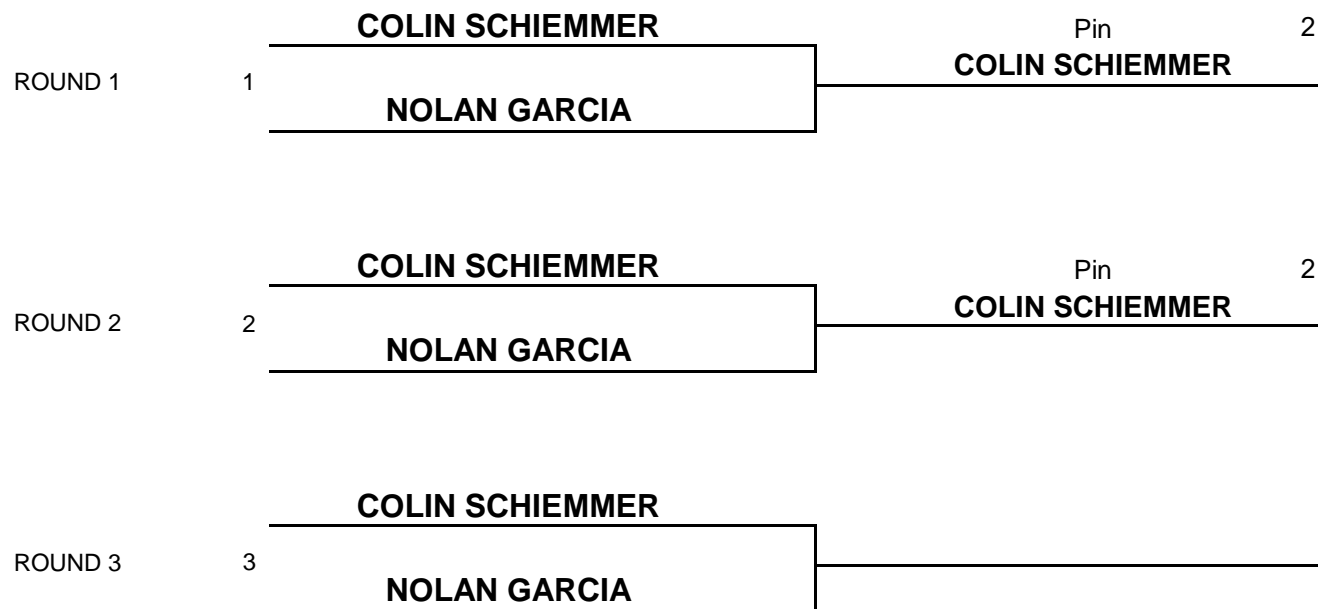 COLIN SCHIEMMER
Pin 2
COLIN SCHIEMMER
ROUND 1 1
NOLAN GARCIA
COLIN SCHIEMMER
Pin 2
COLIN SCHIEMMER
ROUND 2 2
NOLAN GARCIA
COLIN SCHIEMMER
ROUND 3 3
NOLAN GARCIA